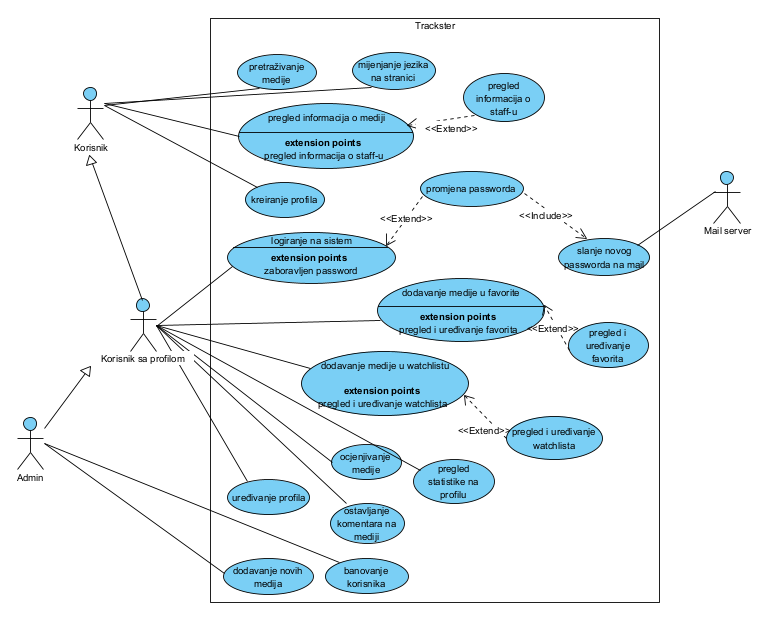 Trackster
pretraživanje
medije
mijenjanje jezika
na stranici
pregled
informacija o
staff-u
pregled informacija o mediji
extension points
pregled informacija o staff-u
<<Extend>>
Korisnik
kreiranje profila
promjena passworda
<<Extend>>
<<Include>>
Mail server
logiranje na sistem
extension points
zaboravljen password
slanje novog
passworda na mail
dodavanje medije u favorite
extension points
pregled i uređivanje favorita
<<Extend>>
pregled i
uređivanje
favorita
Korisnik sa profilom
dodavanje medije u watchlistu
extension points
pregled i uređivanje watchlista
<<Extend>>
pregled i uređivanje
watchlista
ocjenjivanje
medije
pregled
statistike na
profilu
Admin
uređivanje profila
ostavljanje
komentara na
mediji
dodavanje novih
medija
banovanje
korisnika